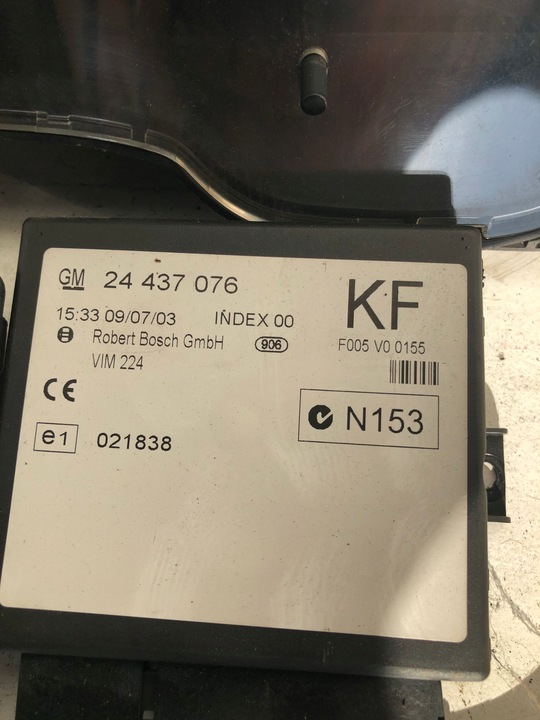 GM 24 437 076
KF
15:33 09/07/03 INDEX 00
Robert Bosch GmbH 906 F005 V0 0155
VIM 224
CE
N153
e1 021838